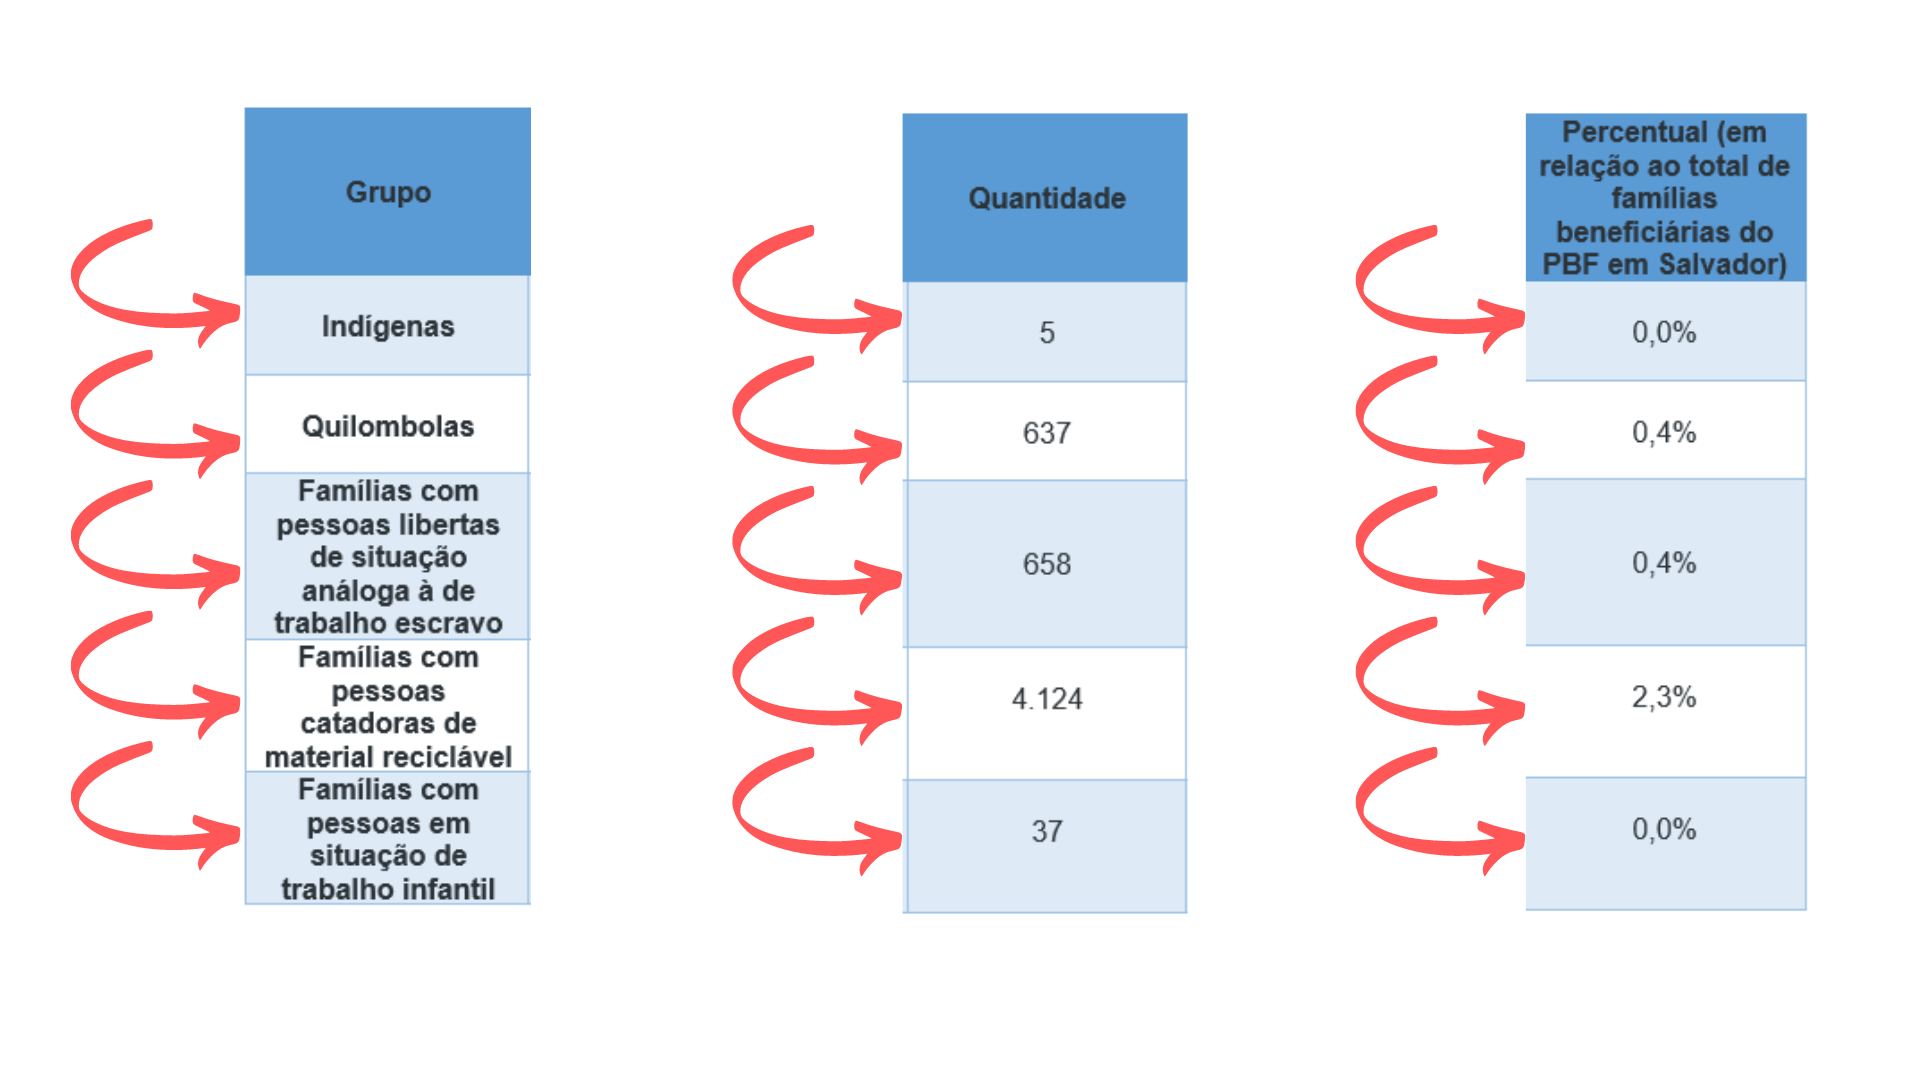 Grupo
Indígenas
Quilombolas
Famílias com
pessoas libertas
de situação
análoga à de
trabalho escravo
Famílias com
pessoas
catadoras de
material reciclável
Famílias com
pessoas em
situação de
trabalho infantil
Quantidade
5
637
658
4.124
37
Percentual (em
relação ao total de
famílias
beneficiárias do
PBF em Salvador)
0,0%
0,4%
0,4%
2,3%
0,0%